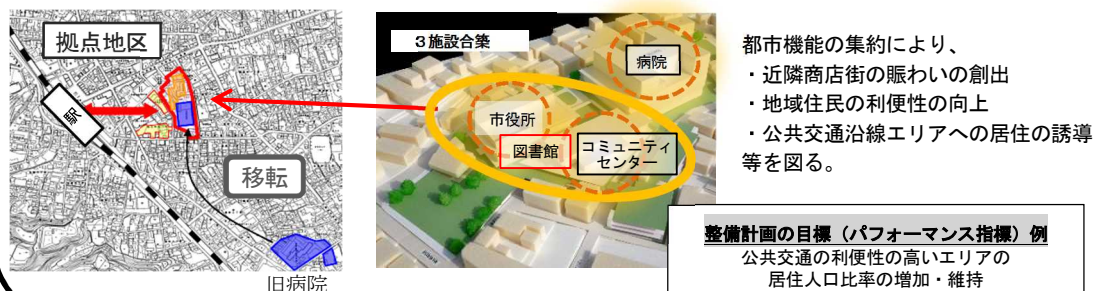 拠点地区
駅
移転
旧病院
3施設合築
病院
市役所
図書館
コミュニティ
センター
都市機能の集約により、
・近隣商店街の賑わいの創出
・地域住民の利便性の向上
・公共交通沿線エリアへの居住の誘導
等を図る。
整備計画の目標（パフォーマンス指標）例
公共交通の利便性の高いエリアの
居住人口比率の増加・維持